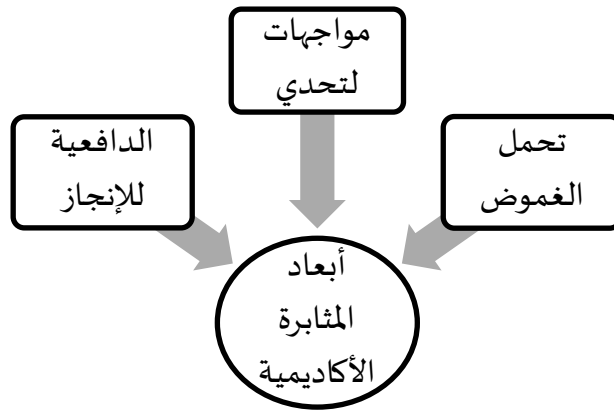 مواجهات
لتحدي
تحمل
الغموض
الدافعية
للإنجاز
أبعاد
المثابرة
الأكاديمية